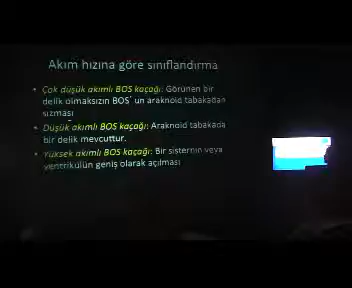 Akım hızına göre sınıflandırma
• Çok düşük akımlı BOS kaçağı: Görünen bir
delik olmaksızın BOS' un araknoid tabakadan
sızması
• Düşük akımlı BOS kaçağı: Araknoid tabakada
bir delik mevcuttur.
• Yüksek akımlı BOS kaçağı: Bir sisternin veya
ventrikülün geniş olarak açılması